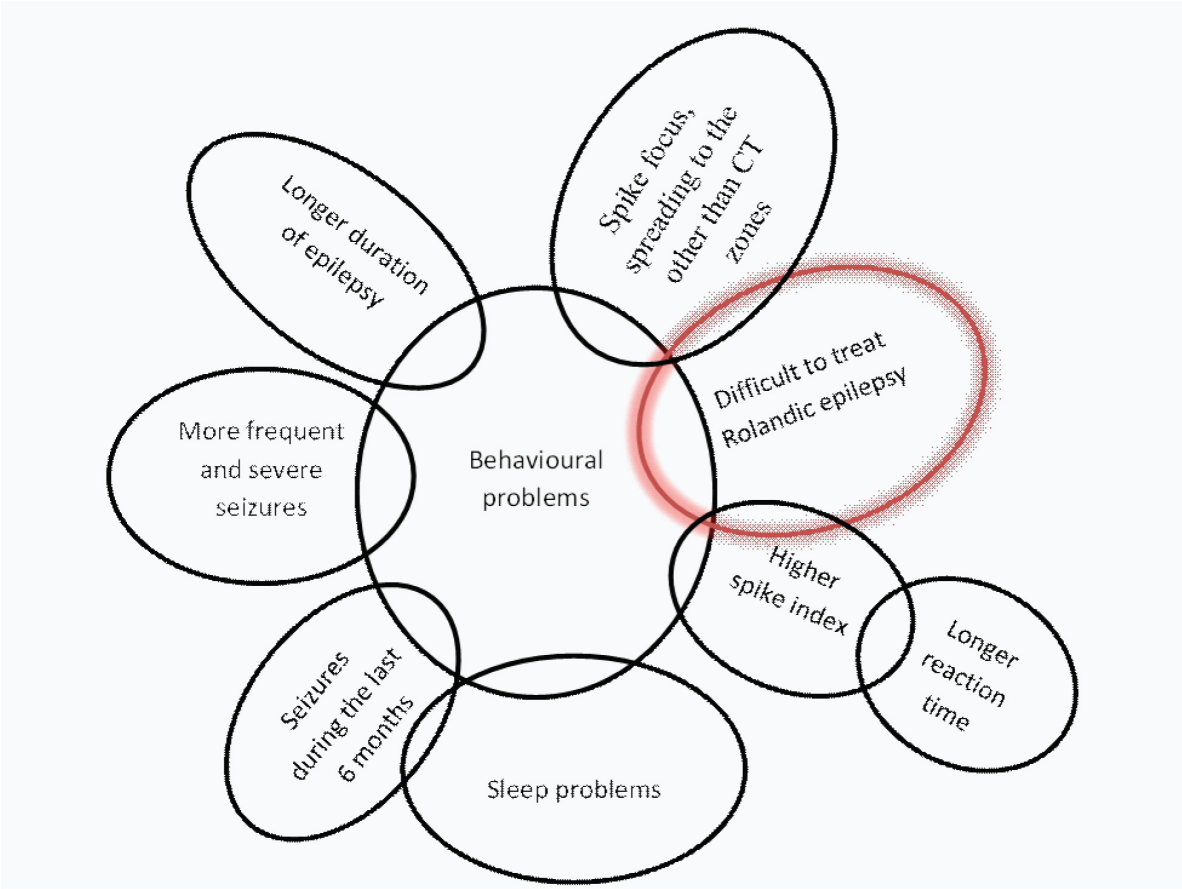 Spike focus,
spreading to the
other than CT
zones
Longer duration
of epilepsy
Difficult to treat
Rolandic epilepsy
More frequent
and severe
seizures
Behavioural
problems
Higher
spike index
Longer
reaction
time
Seizures
during the last
6 months
Sleep problems